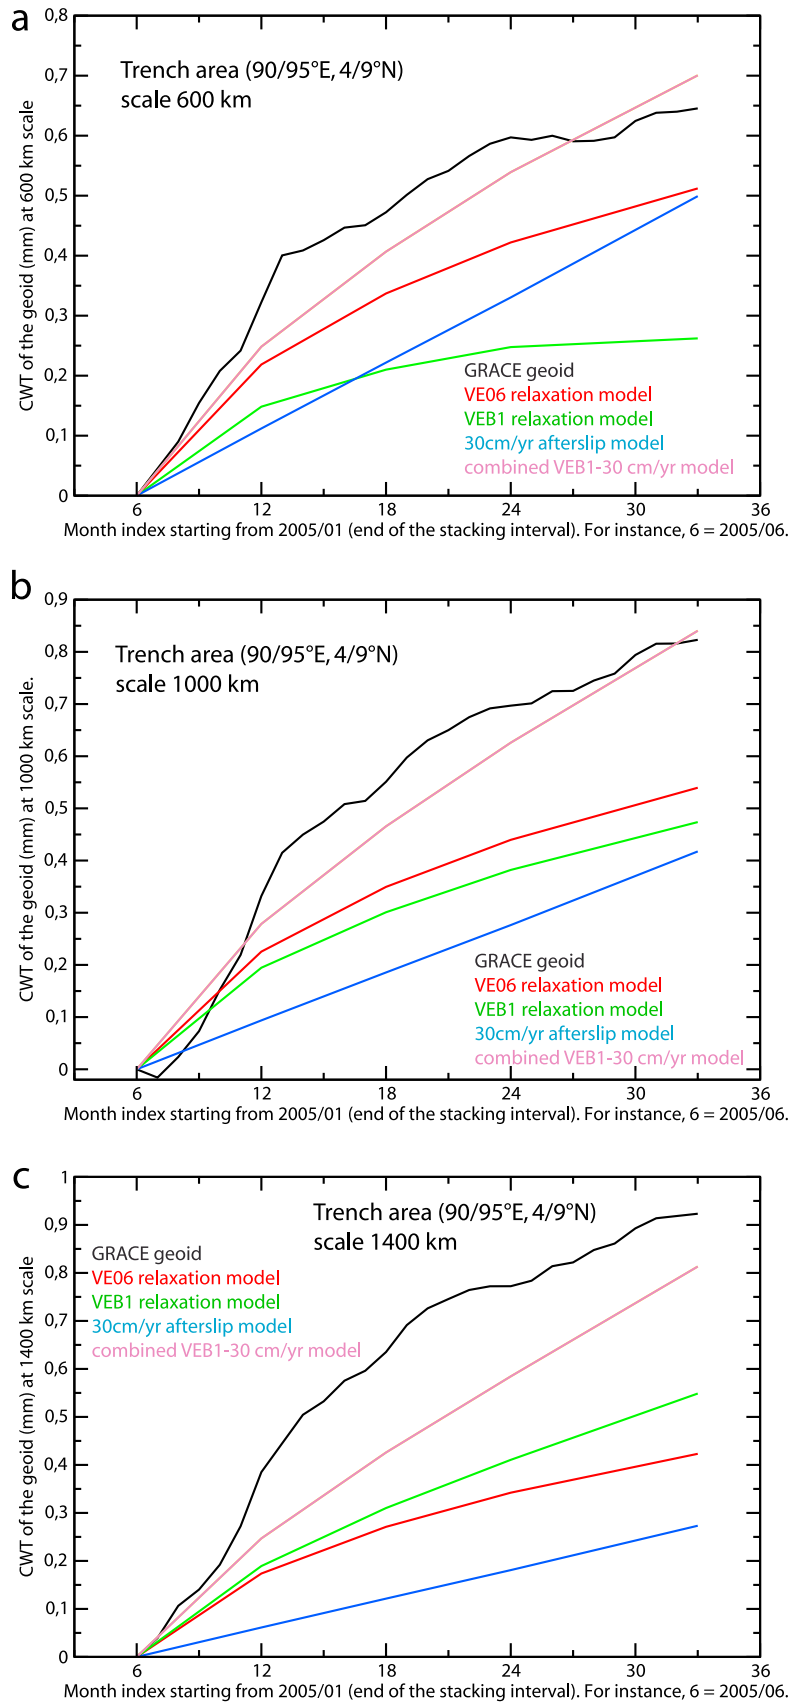 a
0,8
0,7
0,6
0,5
0,4
0,3
0,2
0,1
0
CWT of the geoid (mm) at 600 km scale
Trench area (90/95°E, 4/9°N)
scale 600 km
GRACE geoid
VE06 relaxation model
VEB1 relaxation model
30cm/yr afterslip model
combined VEB1-30 cm/yr model
6 12 18 24 30 36
Month index starting from 2005/01 (end of the stacking interval). For instance, 6 = 2005/06.
b
0,9
0,8
0,7
0,6
0,5
0,4
0,3
0,2
0,1
0
CWT of the geoid (mm) at 1000 km scale.
Trench area (90/95°E, 4/9°N)
scale 1000 km
GRACE geoid
VE06 relaxation model
VEB1 relaxation model
30cm/yr afterslip model
combined VEB1-30 cm/yr model
6 12 18 24 30 36
Month index starting from 2005/01 (end of the stacking interval). For instance, 6 = 2005/06.
c
1
0,9
0,8
0,7
0,6
0,5
0,4
0,3
0,2
0,1
0
CWT of the geoid (mm) at 1400 km scale
Trench area (90/95°E, 4/9°N)
scale 1400 km
GRACE geoid
VE06 relaxation model
VEB1 relaxation model
30cm/yr afterslip model
combined VEB1-30 cm/yr model
6 12 18 24 30 36
Month index starting from 2005/01 (end of the stacking interval). For instance, 6 = 2005/06.